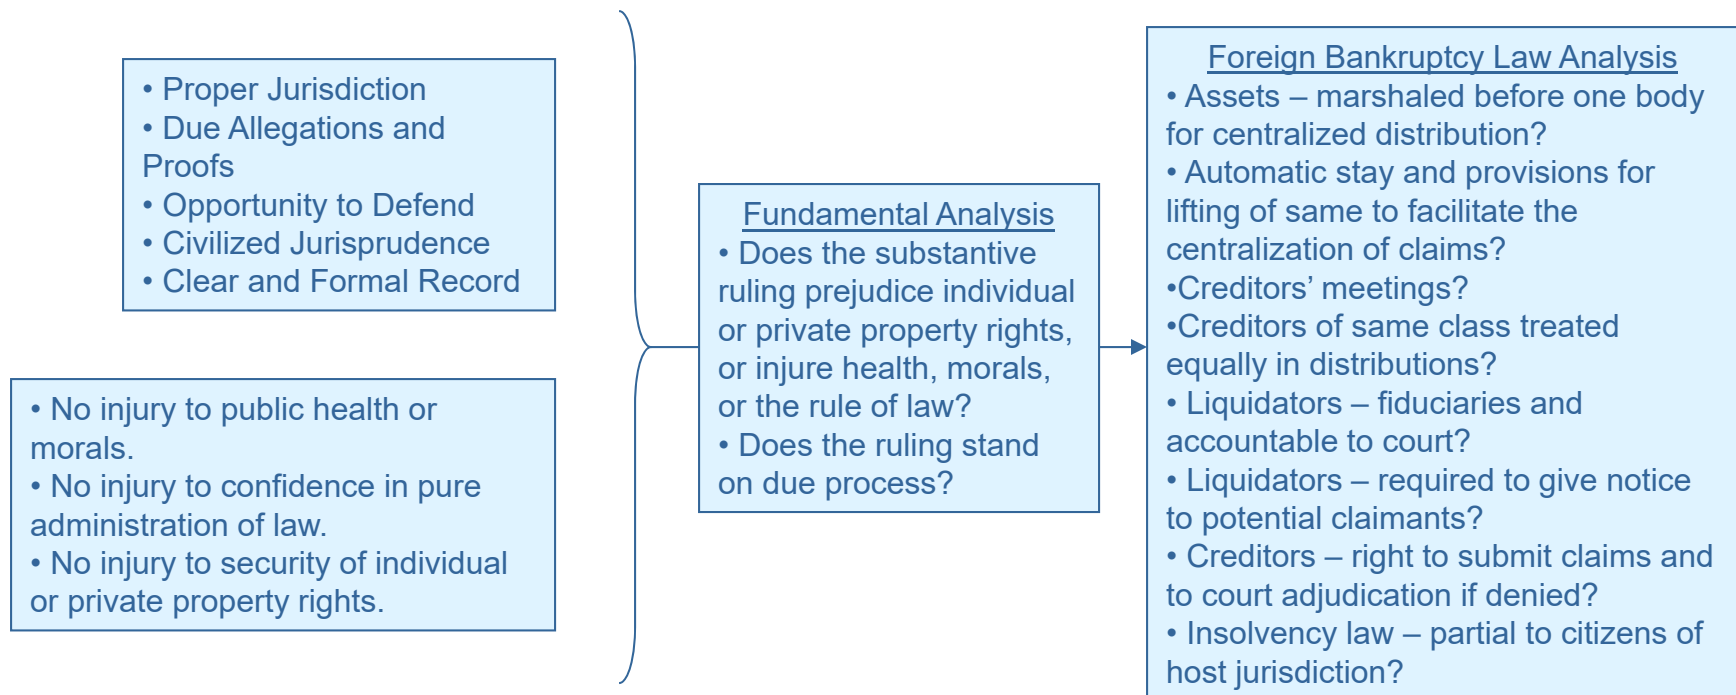 • Proper Jurisdiction
• Due Allegations and
Proofs
• Opportunity to Defend
• Civilized Jurisprudence
• Clear and Formal Record
• No injury to public health or
morals.
• No injury to confidence in pure
administration of law.
• No injury to security of individual
or private property rights.
Fundamental Analysis
• Does the substantive
ruling prejudice individual
or private property rights,
or injure health, morals,
or the rule of law?
• Does the ruling stand
on due process?
Foreign Bankruptcy Law Analysis
• Assets – marshaled before one body
for centralized distribution?
• Automatic stay and provisions for
lifting of same to facilitate the
centralization of claims?
•Creditors’ meetings?
•Creditors of same class treated
equally in distributions?
• Liquidators – fiduciaries and
accountable to court?
• Liquidators – required to give notice
to potential claimants?
• Creditors – right to submit claims and
to court adjudication if denied?
• Insolvency law – partial to citizens of
host jurisdiction?